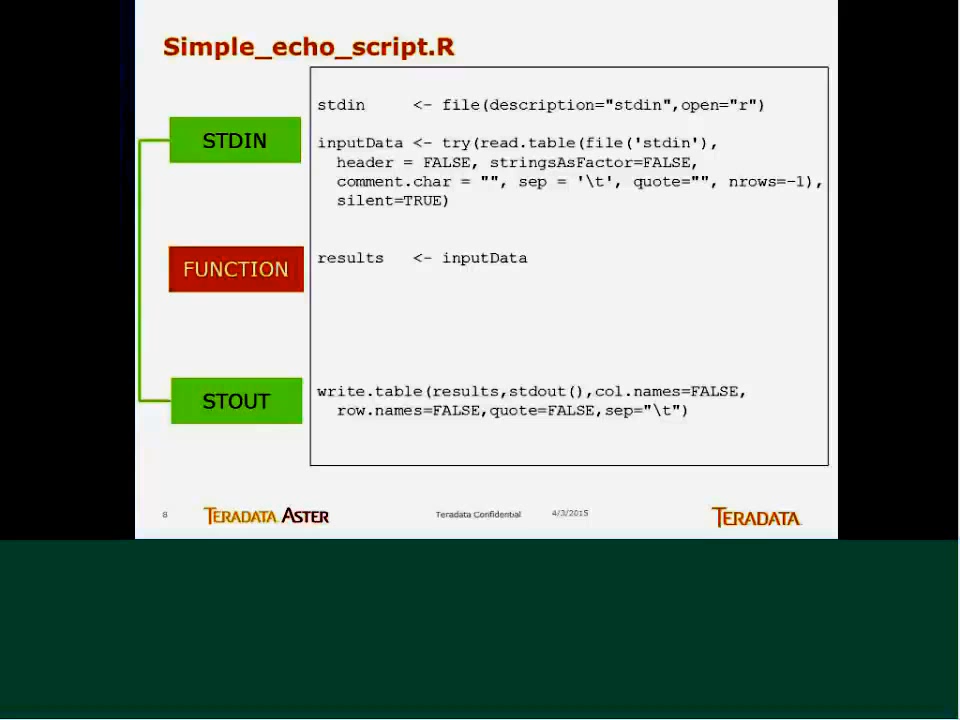 Simple_echo_script.R
stdin <- file(description="stdin",open="r")
STDIN
inputData <- try(read.table(file('stdin'),
header = FALSE, stringsAsFactor=FALSE,
comment.char = "", sep = '\t', quote="", nrows=-1),
silent=TRUE)
FUNCTION
results <- inputData
STOUT
write.table(results,stdout(),col.names=FALSE,
row.names=FALSE,quote=FALSE,sep="\t")
8 TERADATA ASTER Teradata Confidential 4/3/2015 TERADATA